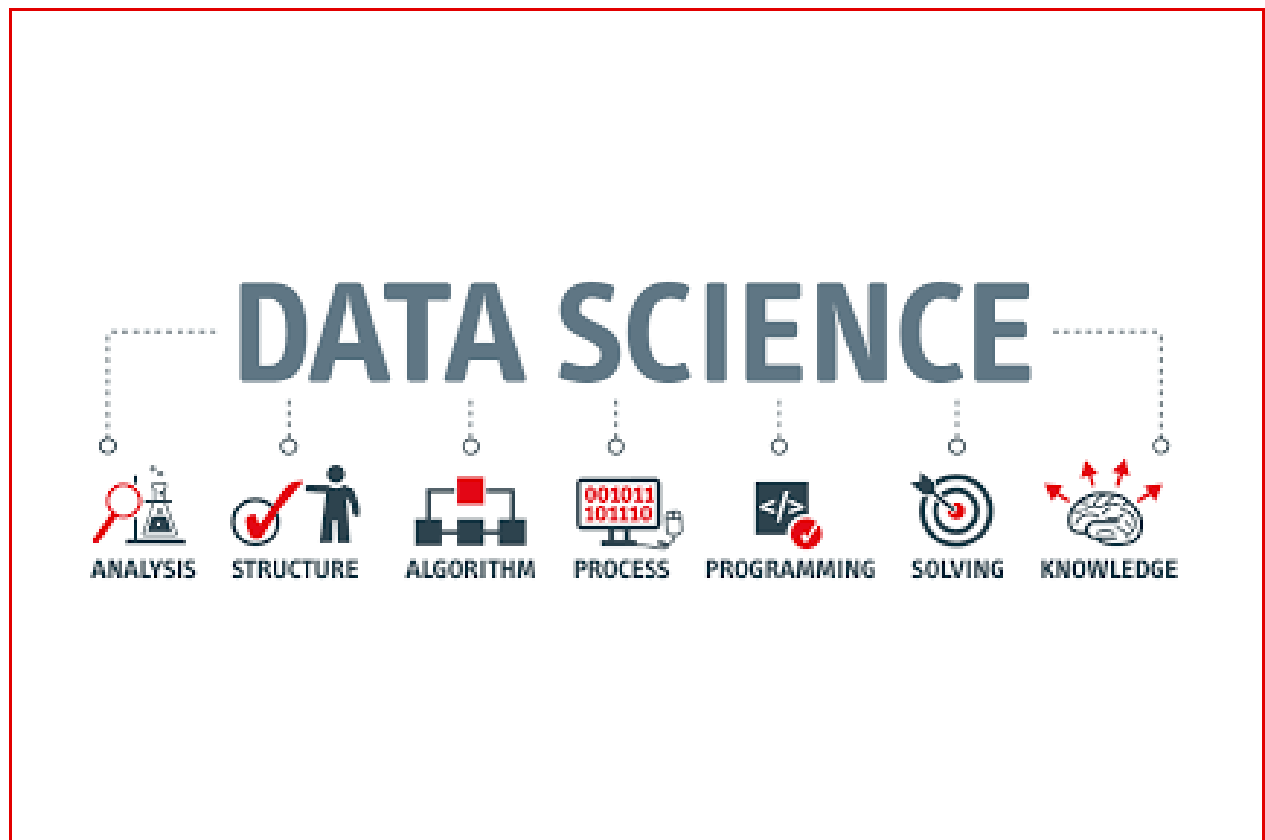 DATA SCIENCE
001011
101110
</>
ANALYSIS STRUCTURE ALGORITHM PROCESS PROGRAMMING SOLVING KNOWLEDGE